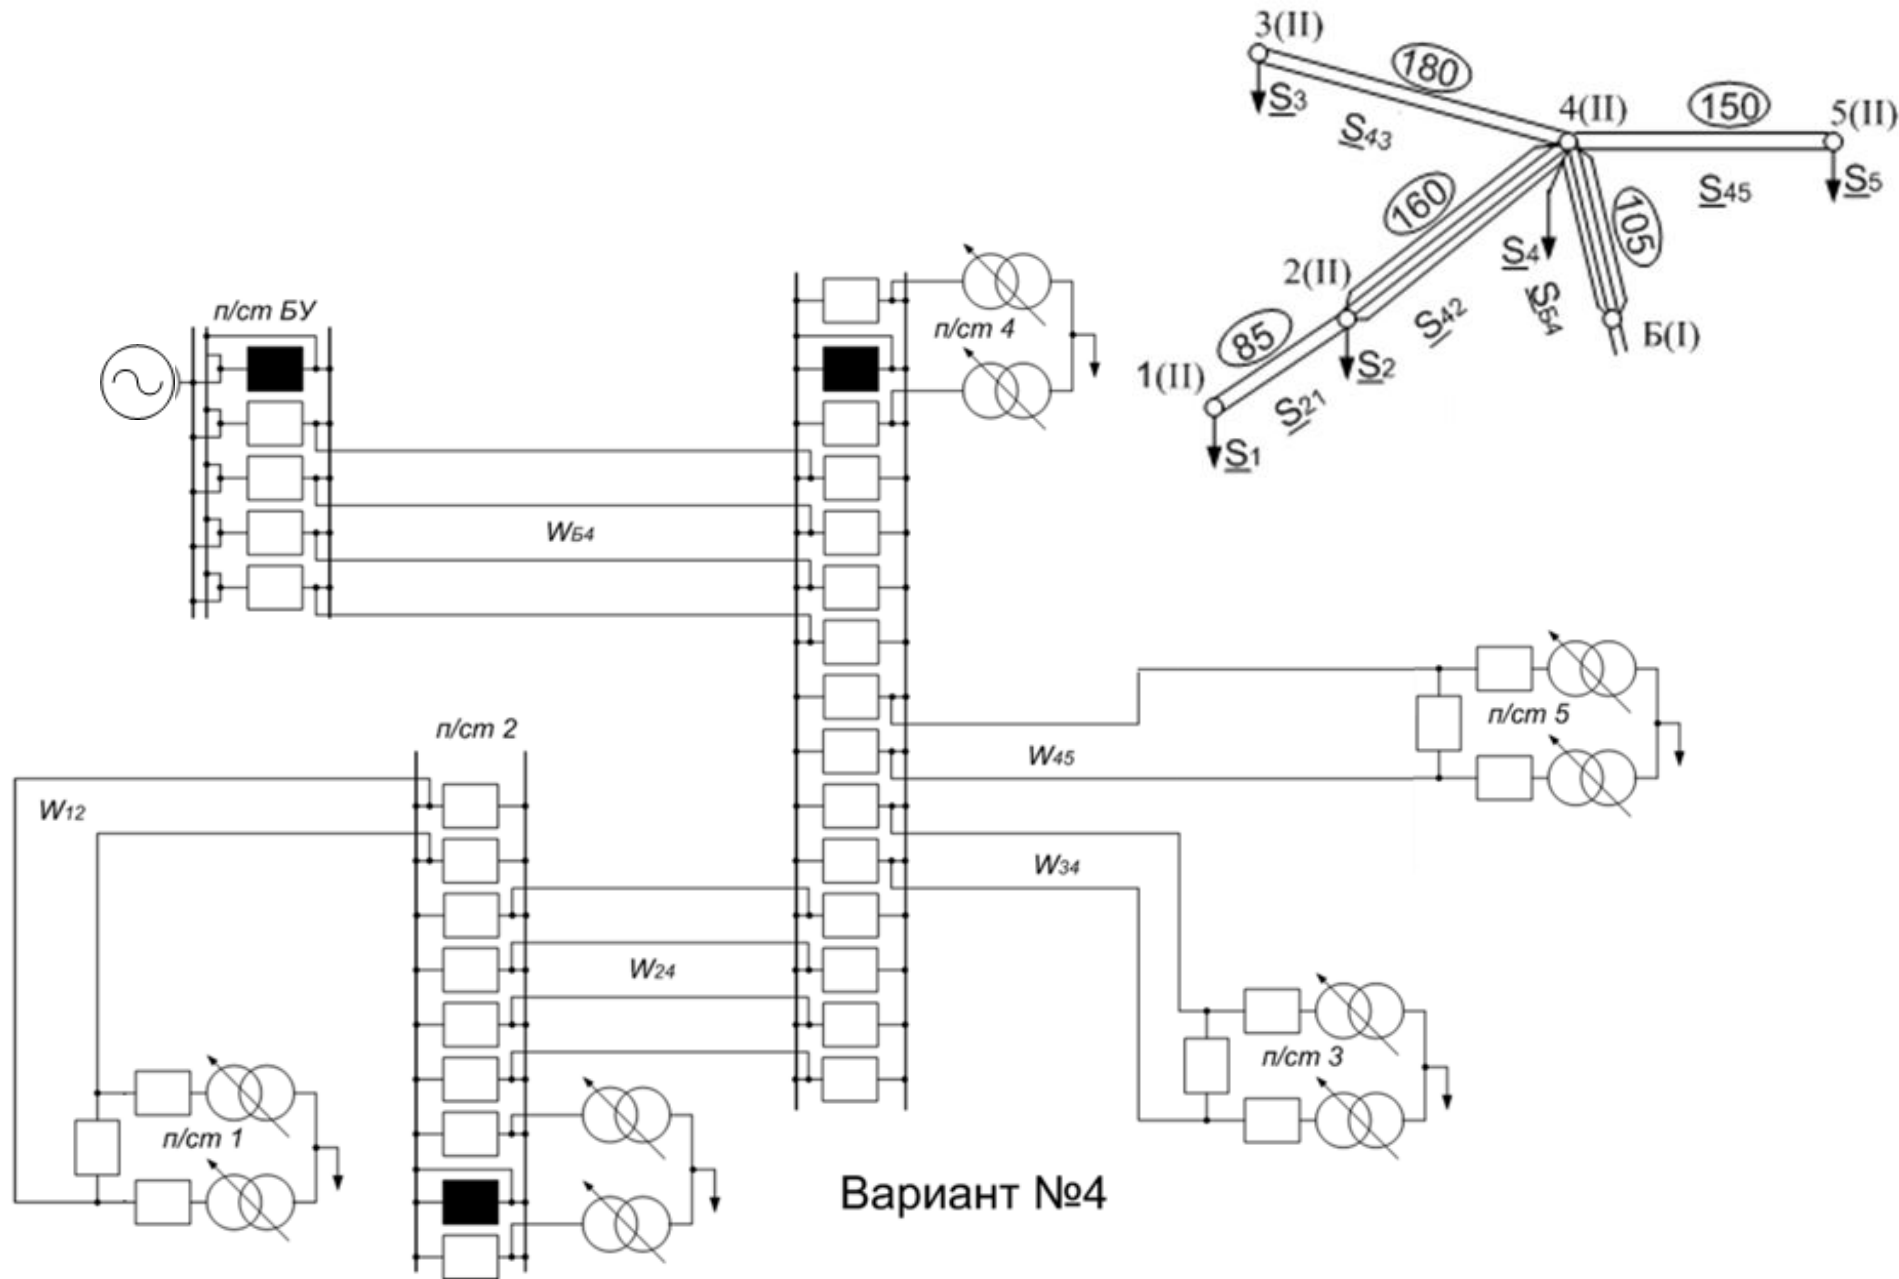 3(II)
180
S3
S43
4(II)
150
5(II)
S5
S45
160
105
S4
SБ4
2(II)
S42
Б(I)
85
S2
1(II)
S21
S1
п/ст БУ
п/ст 4
WБ4
п/ст 5
W45
п/ст 2
W12
W34
W24
п/ст 3
п/ст 1
Вариант №4